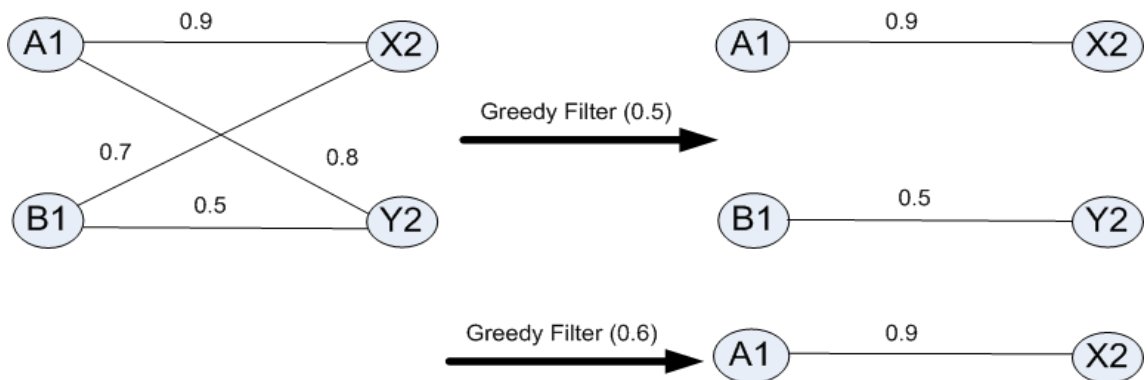 0.9
A1
X2
0.7
0.8
0.5
B1
Y2
Greedy Filter (0.5)
0.9
A1
X2
0.5
B1
Y2
Greedy Filter (0.6)
0.9
A1
X2